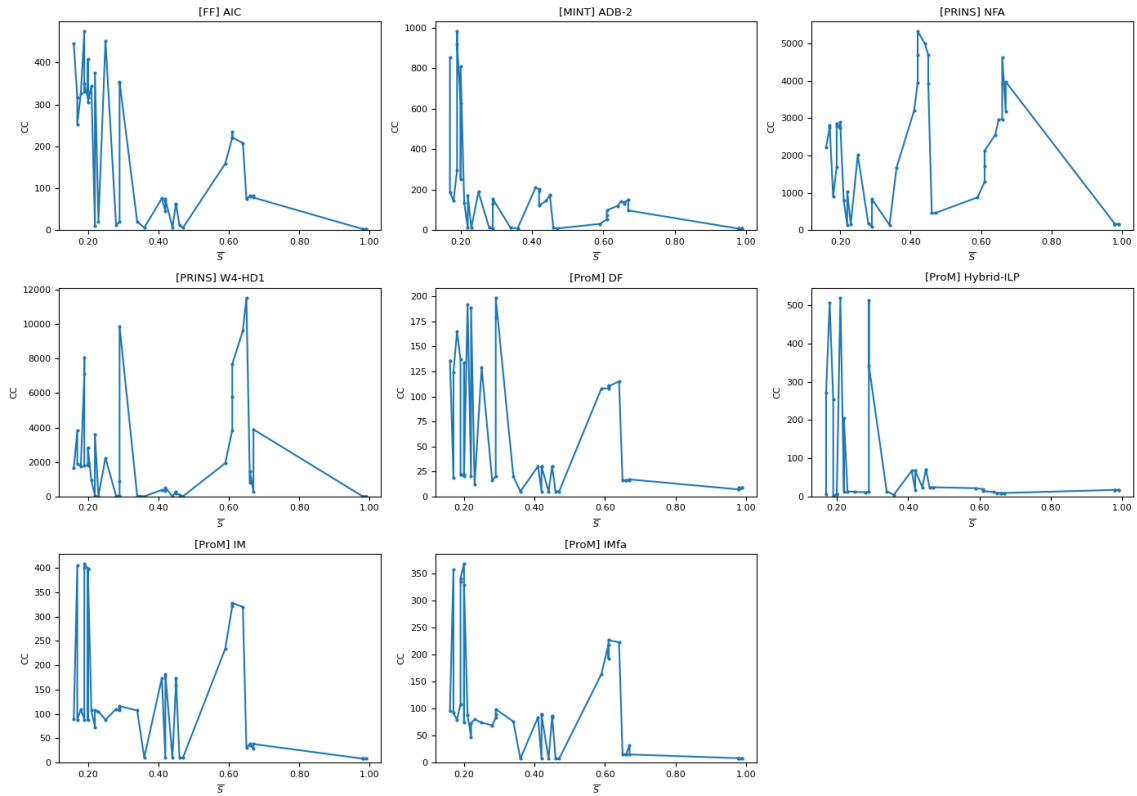 [FF] AIC
[MINT] ADB-2
[PRINS] NFA
CC
400
300
200
100
0
0.20 0.40 0.60 0.80 1.00
s̅
CC
1000
800
600
400
200
0
0.20 0.40 0.60 0.80 1.00
s̅
CC
5000
4000
3000
2000
1000
0
0.20 0.40 0.60 0.80 1.00
s̅
[PRINS] W4-HD1
[ProM] DF
[ProM] Hybrid-ILP
CC
12000
10000
8000
6000
4000
2000
0
0.20 0.40 0.60 0.80 1.00
s̅
CC
200
175
150
125
100
75
50
25
0
0.20 0.40 0.60 0.80 1.00
s̅
CC
500
400
300
200
100
0
0.20 0.40 0.60 0.80 1.00
s̅
[ProM] IM
[ProM] IMfa
CC
400
350
300
250
200
150
100
50
0
0.20 0.40 0.60 0.80 1.00
s̅
CC
350
300
250
200
150
100
50
0
0.20 0.40 0.60 0.80 1.00
s̅